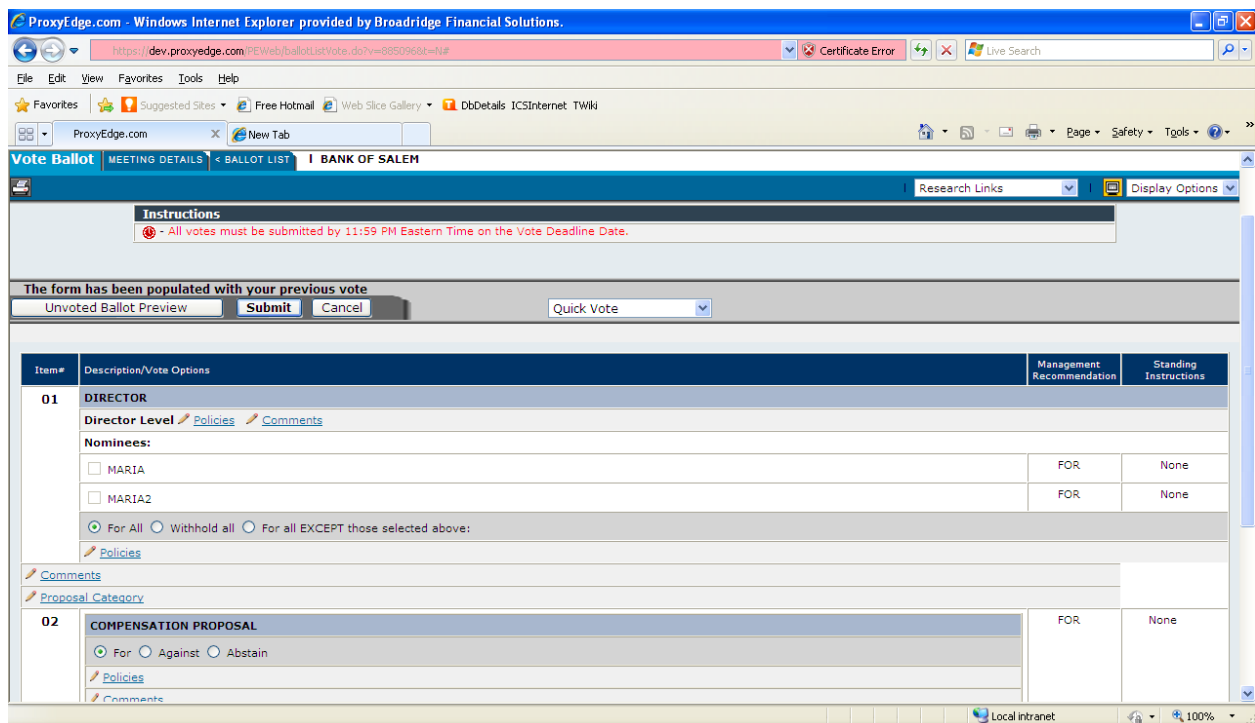 ProxyEdge.com - Windows Internet Explorer provided by Broadridge Financial Solutions.
https://dev.proxyedge.com/PEWeb/ballotListVote.do?v=885096&t=N# Certificate Error Live Search
File Edit View Favorites Tools Help
Favorites Suggested Sites Free Hotmail Web Slice Gallery DbDetails ICSInternet TWiki
ProxyEdge.com New Tab Page Safety Tools »
Vote Ballot MEETING DETAILS < BALLOT LIST | BANK OF SALEM
Research Links | Display Options
Instructions
- All votes must be submitted by 11:59 PM Eastern Time on the Vote Deadline Date.
The form has been populated with your previous vote
Unvoted Ballot Preview Submit Cancel Quick Vote
Item# Description/Vote Options Management Recommendation Standing Instructions
01 DIRECTOR
Director Level Policies Comments
Nominees:
MARIA FOR None
MARIA2 FOR None
For All Withhold all For all EXCEPT those selected above:
Policies
Comments
Proposal Category
02 COMPENSATION PROPOSAL FOR None
For Against Abstain
Policies
Comments
Local intranet 100%